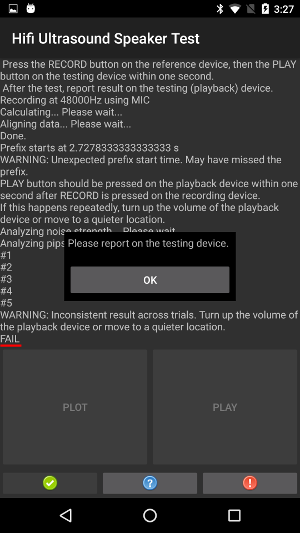 3:27
Hifi Ultrasound Speaker Test
Press the RECORD button on the reference device, then the PLAY
button on the testing device within one second.
After the test, report result on the testing (playback) device.
Recording at 48000Hz using MIC
Calculating... Please wait...
Aligning data... Please wait...
Done.
Prefix starts at 2.7278333333333333 s
WARNING: Unexpected prefix start time. May have missed the
prefix.
PLAY button should be pressed on the playback device within one
second after RECORD is pressed on the recording device.
If this happens repeatedly, turn up the volume of the playback
device or move to a quieter location.
Analyzing noise strength... Please wait
Analyzing pips
Please report on the testing device.
OK
#1
#2
#3
#4
#5
WARNING: Inconsistent result across trials. Turn up the volume of
the playback device or move to a quieter location.
FAIL
PLOT
PLAY